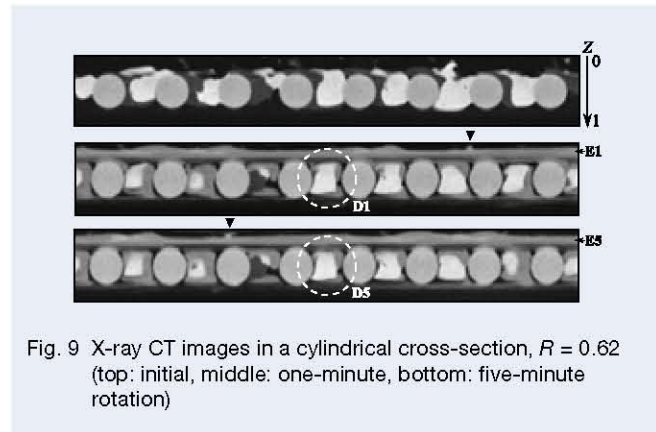 Z
0
1
E1
D1
E5
D5
Fig. 9 X-ray CT images in a cylindrical cross-section, R = 0.62
(top: initial, middle: one-minute, bottom: five-minute
rotation)